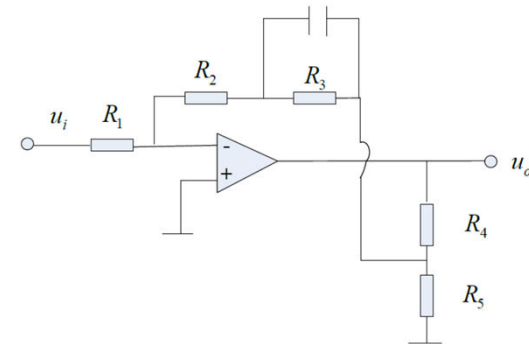 R₂
R₃
uᵢ
R₁
-
+
uₒ
R₄
R₅